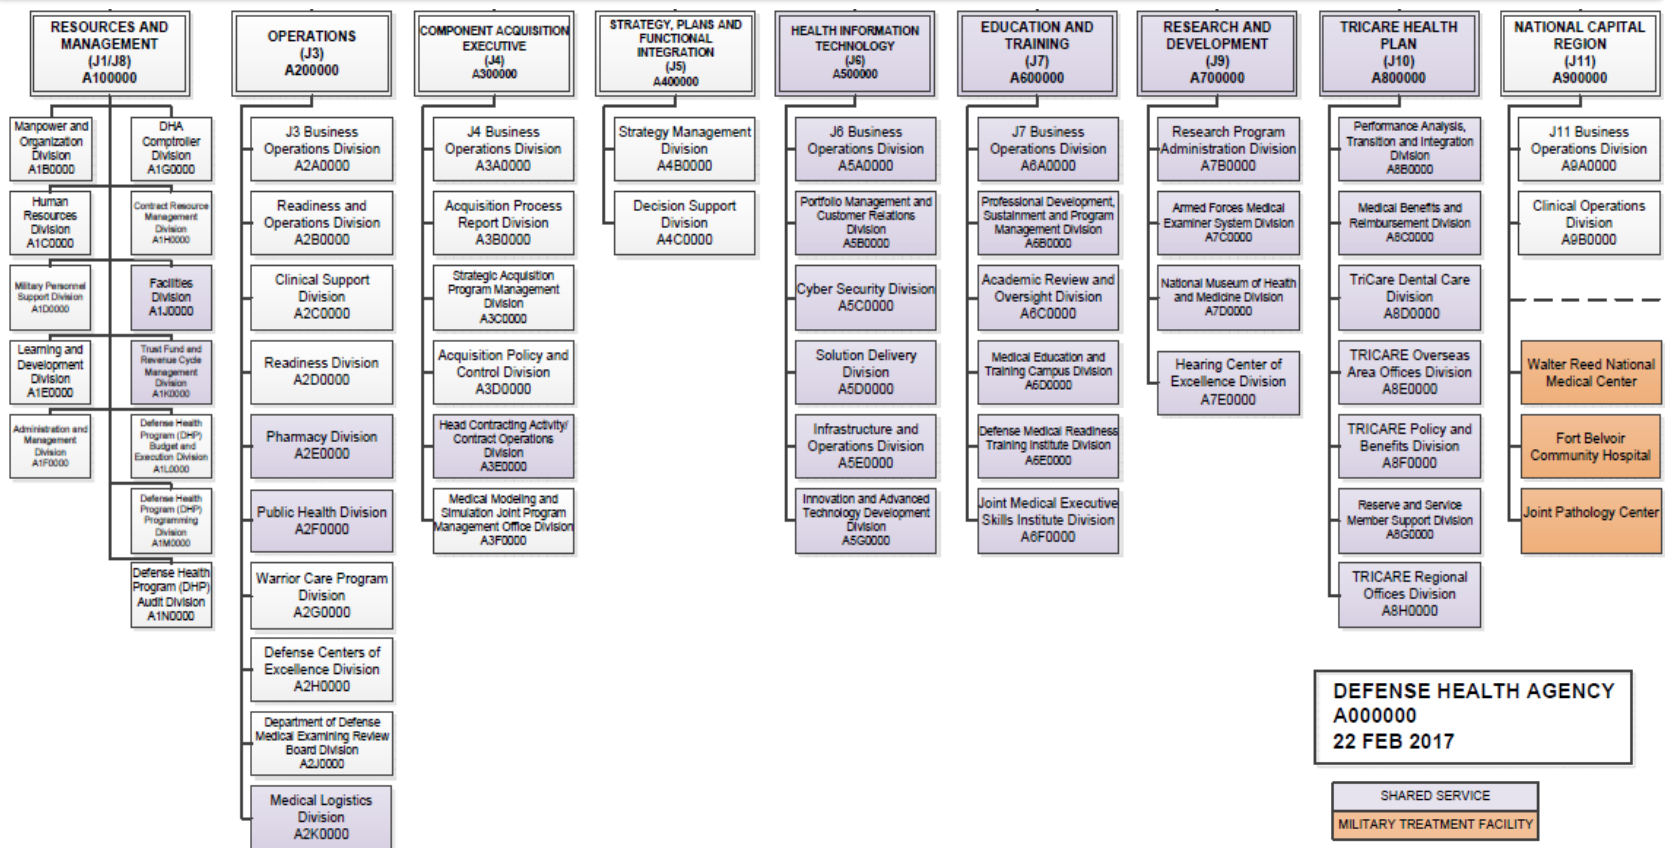 RESOURCES AND
MANAGEMENT
(J1/J8)
A100000
Manpower and
Organization
Division
A1B0000
DHA
Comptroller
Division
A1G0000
Human
Resources
Division
A1C0000
Contract Resource
Management
Division
A1H0000
Military Personnel
Support Division
A1D0000
Facilities
Division
A1J0000
Learning and
Development
Division
A1E0000
Trust Fund and
Revenue Cycle
Management
Division
A1K0000
Administration and
Management
Division
A1F0000
Defense Health
Program (DHP)
Budget and
Execution Division
A1L0000
Defense Health
Program (DHP)
Programming
Division
A1M0000
Defense Health
Program (DHP)
Audit Division
A1N0000
OPERATIONS
(J3)
A200000
J3 Business
Operations Division
A2A0000
Readiness and
Operations Division
A2B0000
Clinical Support
Division
A2C0000
Readiness Division
A2D0000
Pharmacy Division
A2E0000
Public Health Division
A2F0000
Warrior Care Program
Division
A2G0000
Defense Centers of
Excellence Division
A2H0000
Department of Defense
Medical Examining Review
Board Division
A2J0000
Medical Logistics
Division
A2K0000
COMPONENT ACQUISITION
EXECUTIVE
(J4)
A300000
J4 Business
Operations Division
A3A0000
Acquisition Process
Report Division
A3B0000
Strategic Acquisition
Program Management
Division
A3C0000
Acquisition Policy and
Control Division
A3D0000
Head Contracting Activity/
Contract Operations
Division
A3E0000
Medical Modeling and
Simulation Joint Program
Management Office Division
A3F0000
STRATEGY, PLANS AND
FUNCTIONAL
INTEGRATION
(J5)
A400000
Strategy Management
Division
A4B0000
Decision Support
Division
A4C0000
HEALTH INFORMATION
TECHNOLOGY
(J6)
A500000
J6 Business
Operations Division
A5A0000
Portfolio Management and
Customer Relations
Division
A5B0000
Cyber Security Division
A5C0000
Solution Delivery
Division
A5D0000
Infrastructure and
Operations Division
A5E0000
Innovation and Advanced
Technology Development
Division
A5G0000
EDUCATION AND
TRAINING
(J7)
A600000
J7 Business
Operations Division
A6A0000
Professional Development,
Sustainment and Program
Management Division
A6B0000
Academic Review and
Oversight Division
A6C0000
Medical Education and
Training Campus Division
A6D0000
Defense Medical Readiness
Training Institute Division
A6E0000
Joint Medical Executive
Skills Institute Division
A6F0000
RESEARCH AND
DEVELOPMENT
(J9)
A700000
Research Program
Administration Division
A7B0000
Armed Forces Medical
Examiner System Division
A7C0000
National Museum of Health
and Medicine Division
A7D0000
Hearing Center of
Excellence Division
A7E0000
TRICARE HEALTH
PLAN
(J10)
A800000
Performance Analysis,
Transition and Integration
Division
A8B0000
Medical Benefits and
Reimbursement Division
A8C0000
TriCare Dental Care
Division
A8D0000
TRICARE Overseas
Area Offices Division
A8E0000
TRICARE Policy and
Benefits Division
A8F0000
Reserve and Service
Member Support Division
A8G0000
TRICARE Regional
Offices Division
A8H0000
NATIONAL CAPITAL
REGION
(J11)
A900000
J11 Business
Operations Division
A9A0000
Clinical Operations
Division
A9B0000
Walter Reed National
Medical Center
Fort Belvoir
Community Hospital
Joint Pathology Center
DEFENSE HEALTH AGENCY
A000000
22 FEB 2017
SHARED SERVICE
MILITARY TREATMENT FACILITY